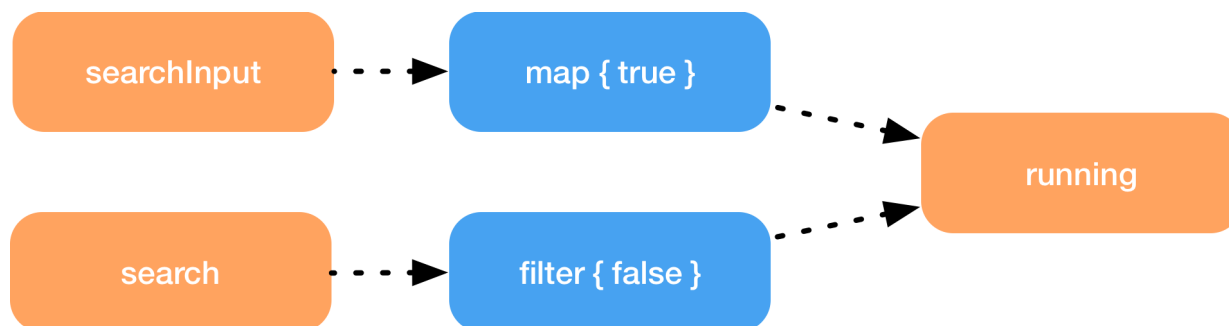 searchInput
map { true }
running
search
filter { false }